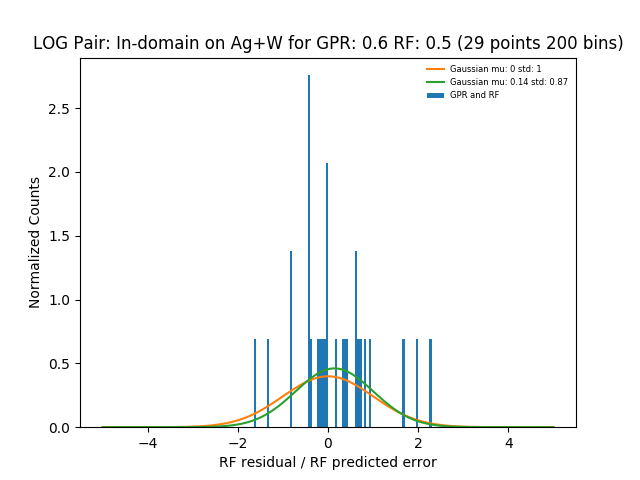 LOG Pair: In-domain on Ag+W for GPR: 0.6 RF: 0.5 (29 points 200 bins)
Gaussian mu: 0 std: 1
Gaussian mu: 0.14 std: 0.87
GPR and RF
Normalized Counts
2.5
2.0
1.5
1.0
0.5
0.0
−4 −2 0 2 4
RF residual / RF predicted error